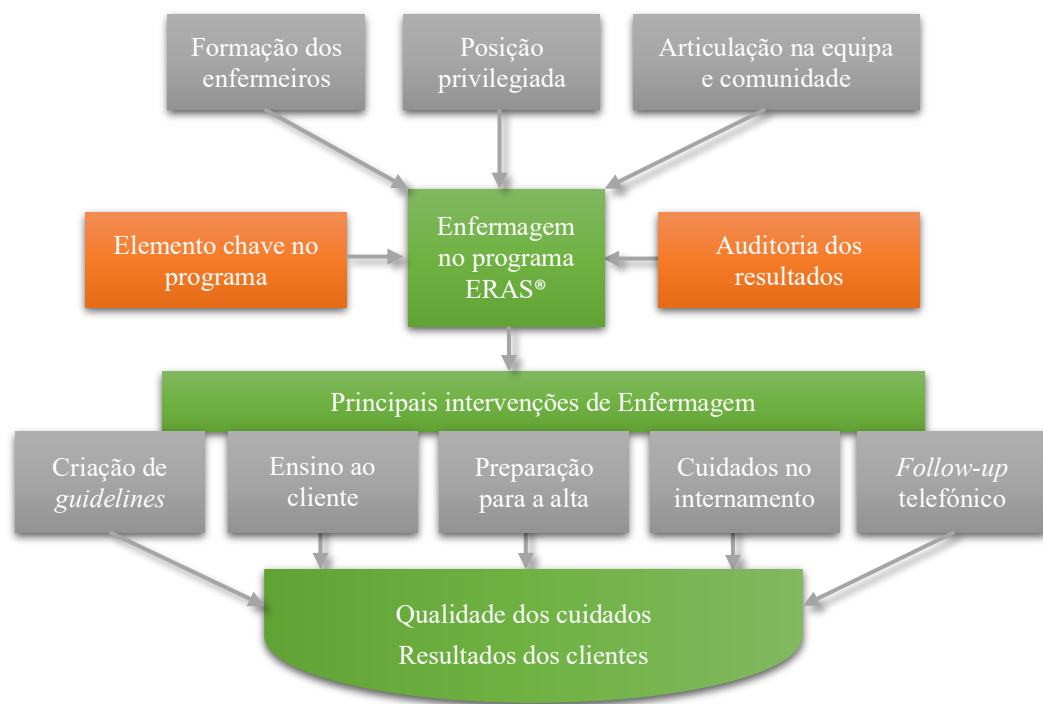 Formação dos
enfermeiros
Posição
privilegiada
Articulação na equipa
e comunidade
Elemento chave no
programa
Enfermagem
no programa
ERAS®
Auditoria dos
resultados
Principais intervenções de Enfermagem
Criação de
guidelines
Ensino ao
cliente
Preparação
para a alta
Cuidados no
internamento
Follow-up
telefónico
Qualidade dos cuidados
Resultados dos clientes